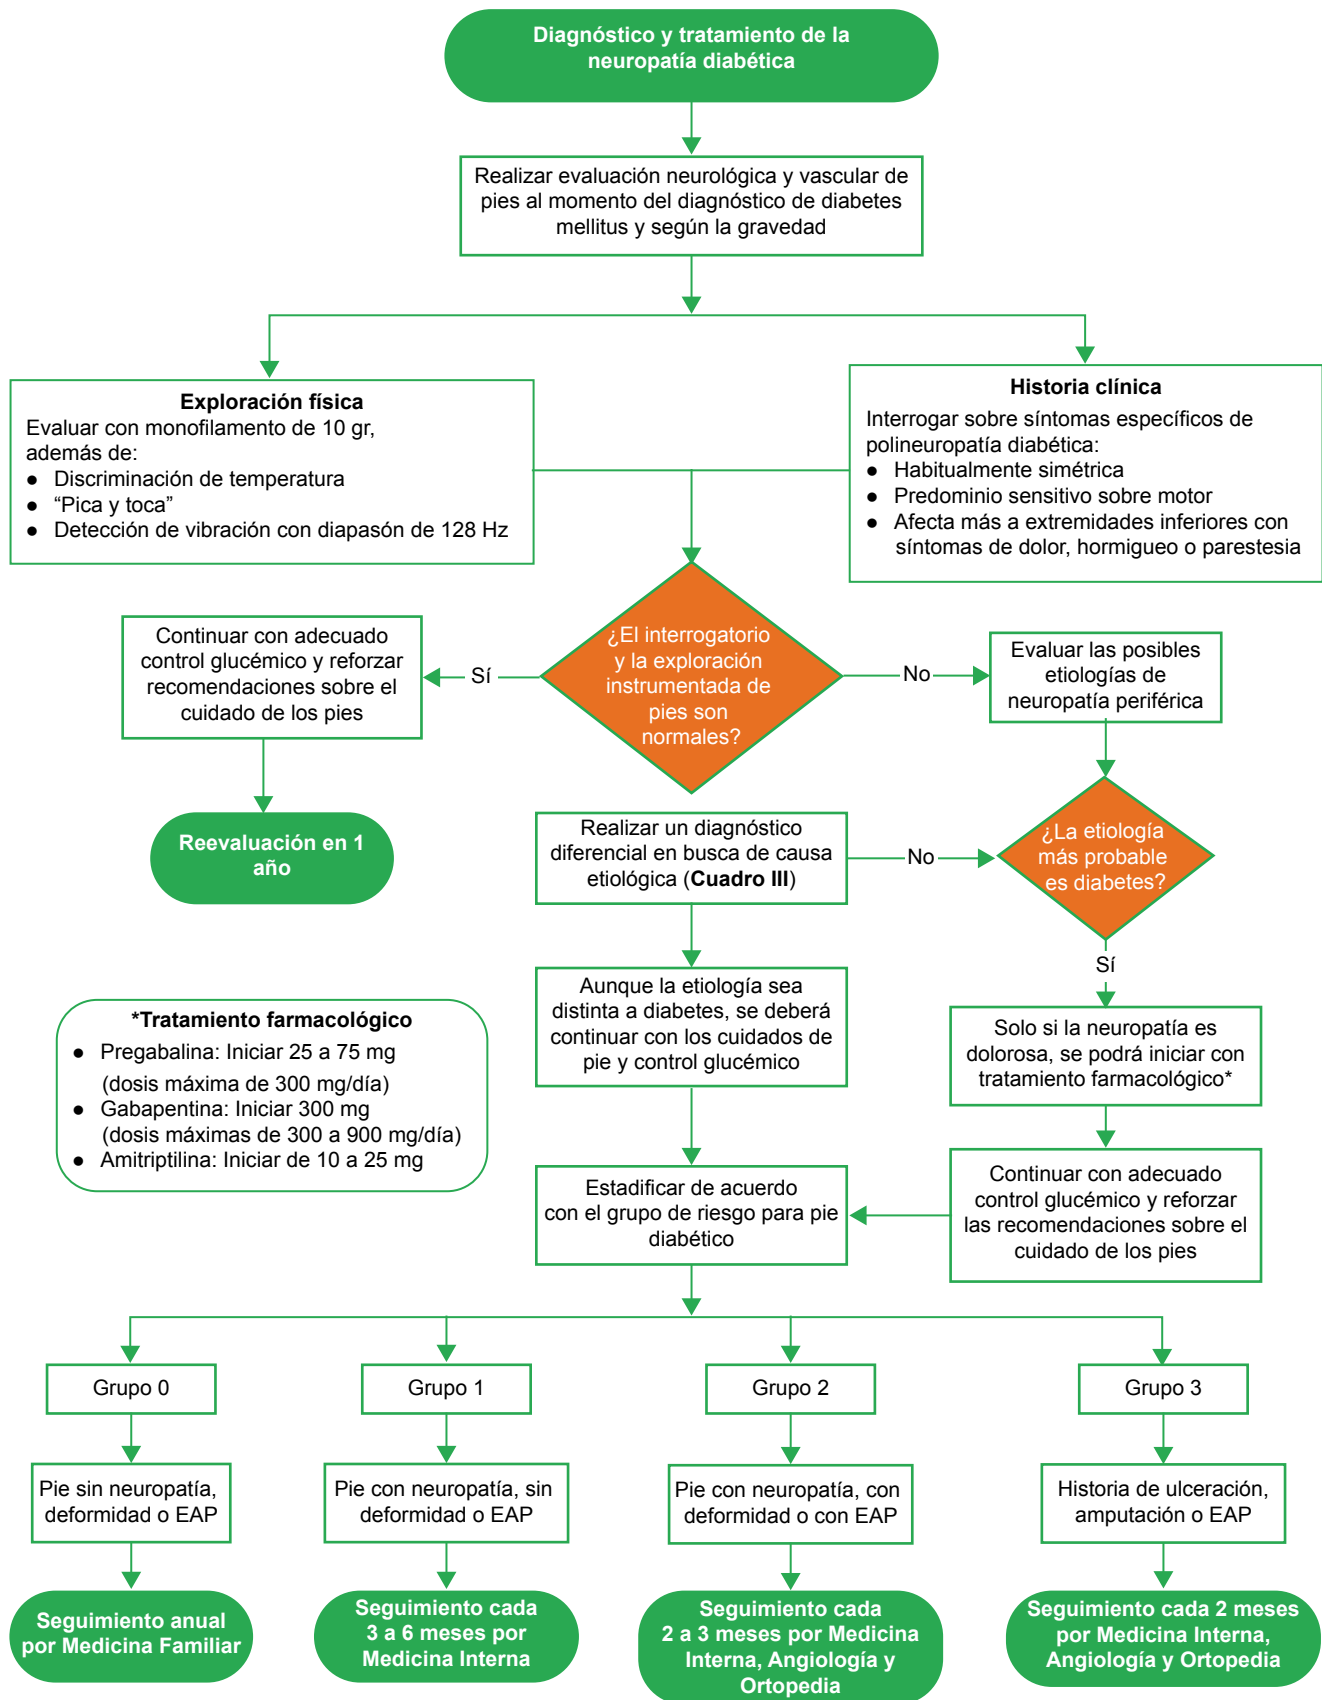 Diagnóstico y tratamiento de la
neuropatía diabética
Realizar evaluación neurológica y vascular de
pies al momento del diagnóstico de diabetes
mellitus y según la gravedad
Exploración física
Evaluar con monofilamento de 10 gr,
además de:
● Discriminación de temperatura
● “Pica y toca”
● Detección de vibración con diapasón de 128 Hz
Historia clínica
Interrogar sobre síntomas específicos de
polineuropatía diabética:
● Habitualmente simétrica
● Predominio sensitivo sobre motor
● Afecta más a extremidades inferiores con
síntomas de dolor, hormigueo o parestesia
¿El interrogatorio
y la exploración
instrumentada de
pies son
normales?
Sí
Continuar con adecuado
control glucémico y reforzar
recomendaciones sobre el
cuidado de los pies
Reevaluación en 1
año
No
Evaluar las posibles
etiologías de
neuropatía periférica
¿La etiología
más probable
es diabetes?
No
Realizar un diagnóstico
diferencial en busca de causa
etiológica (Cuadro III)
Aunque la etiología sea
distinta a diabetes, se deberá
continuar con los cuidados de
pie y control glucémico
Sí
Solo si la neuropatía es
dolorosa, se podrá iniciar con
tratamiento farmacológico*
Continuar con adecuado
control glucémico y reforzar
las recomendaciones sobre el
cuidado de los pies
*Tratamiento farmacológico
● Pregabalina: Iniciar 25 a 75 mg
(dosis máxima de 300 mg/día)
● Gabapentina: Iniciar 300 mg
(dosis máximas de 300 a 900 mg/día)
● Amitriptilina: Iniciar de 10 a 25 mg
Estadificar de acuerdo
con el grupo de riesgo para pie
diabético
Grupo 0
Pie sin neuropatía,
deformidad o EAP
Seguimiento anual
por Medicina Familiar
Grupo 1
Pie con neuropatía, sin
deformidad o EAP
Seguimiento cada
3 a 6 meses por
Medicina Interna
Grupo 2
Pie con neuropatía, con
deformidad o con EAP
Seguimiento cada
2 a 3 meses por Medicina
Interna, Angiología y
Ortopedia
Grupo 3
Historia de ulceración,
amputación o EAP
Seguimiento cada 2 meses
por Medicina Interna,
Angiología y Ortopedia